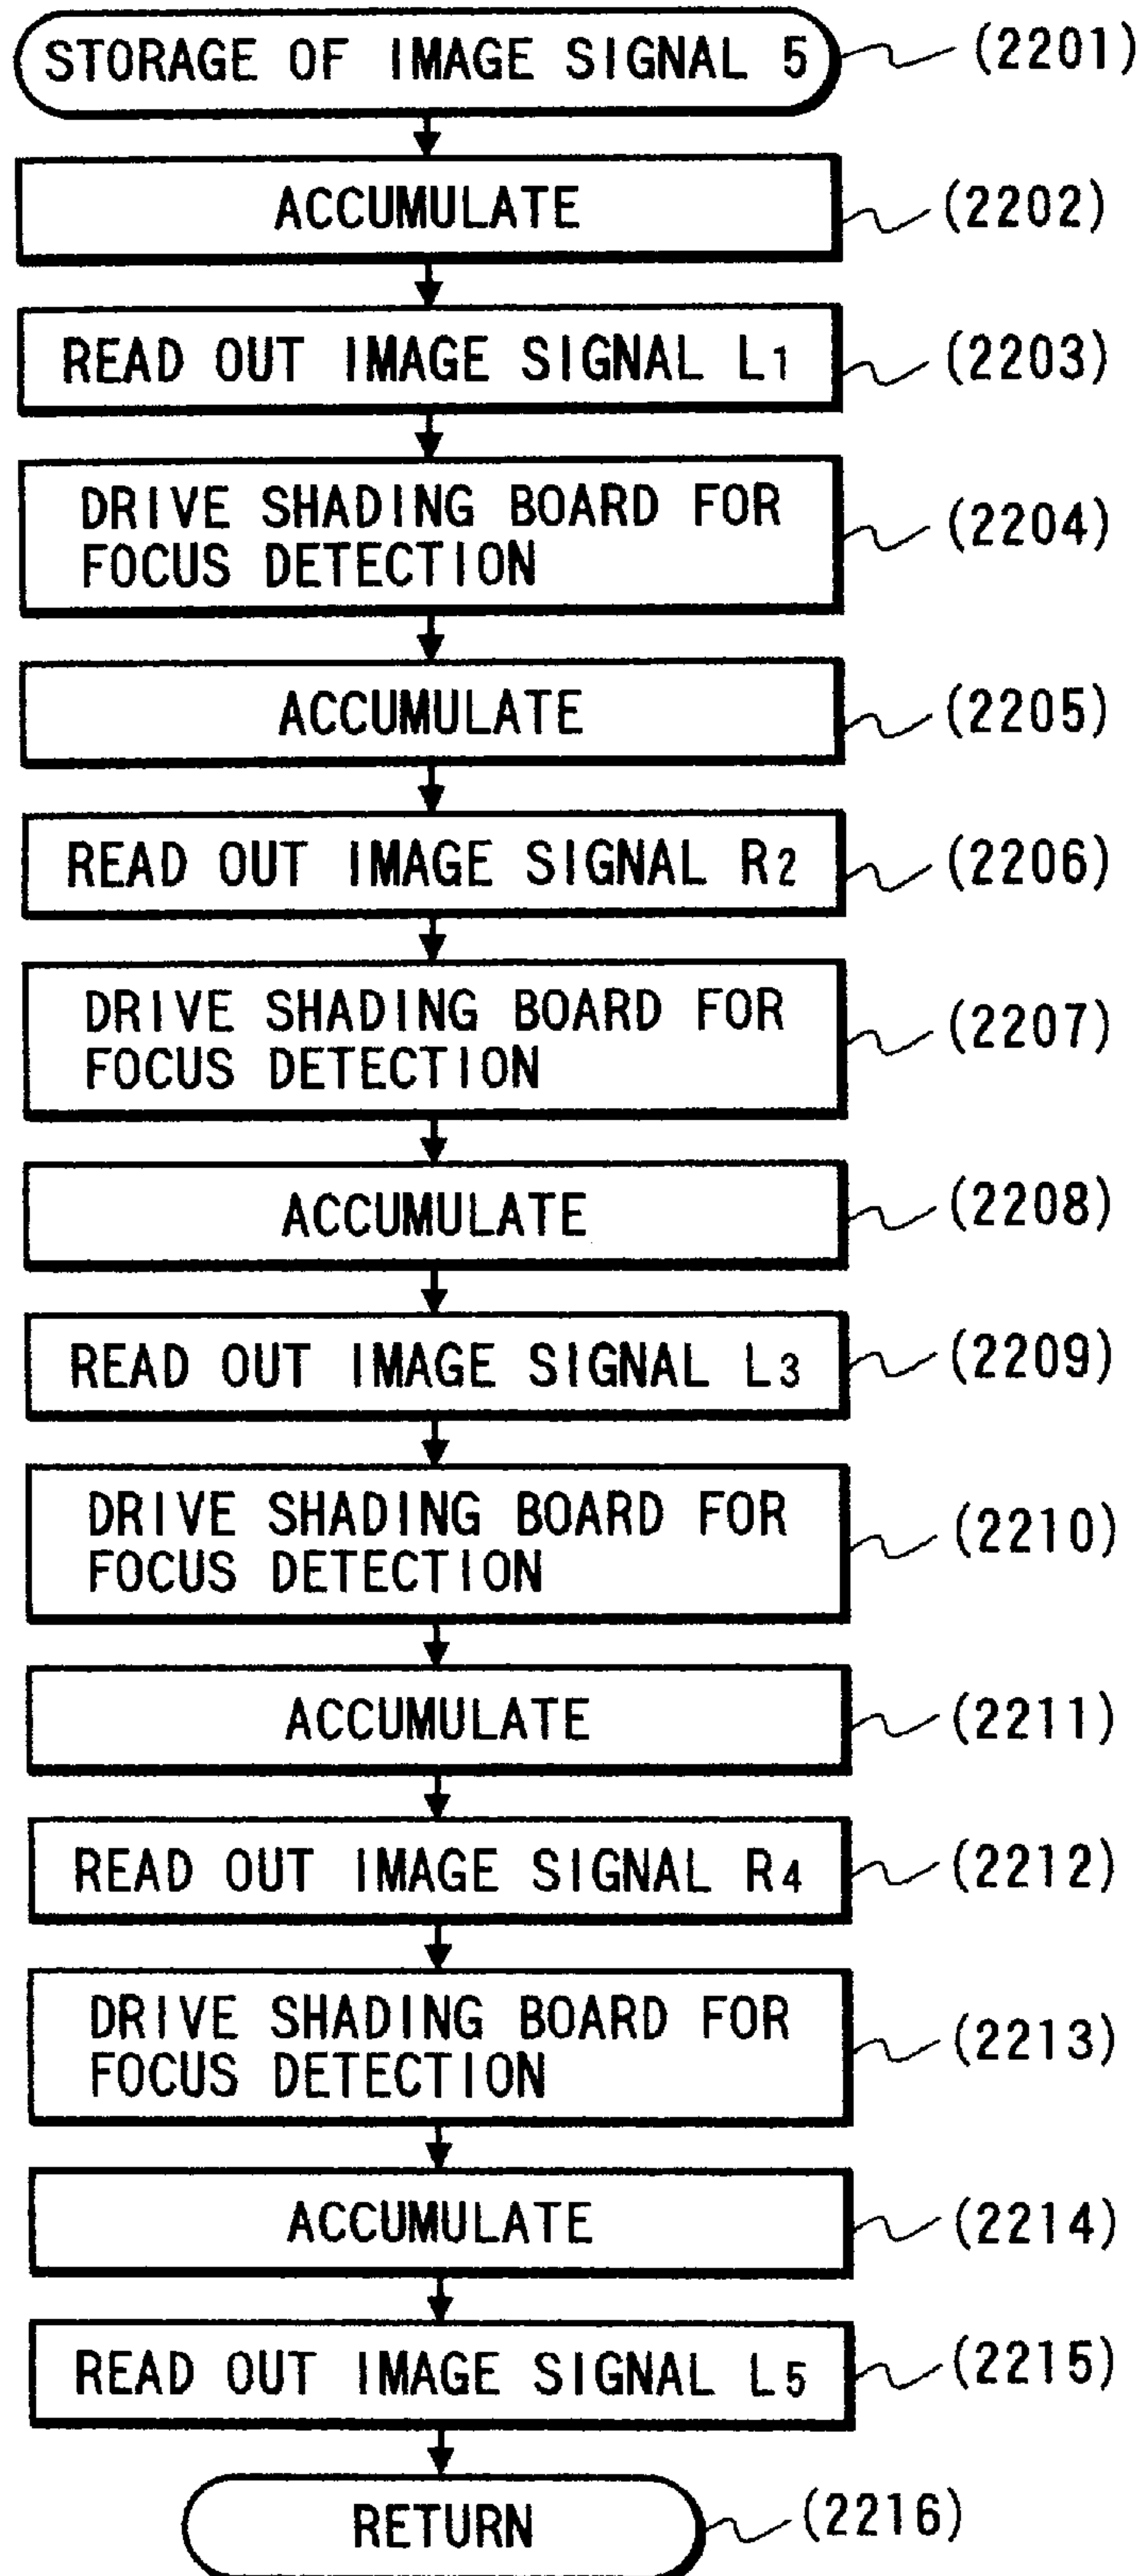 STORAGE OF IMAGE SIGNAL 5 (2201)
ACCUMULATE (2202)
READ OUT IMAGE SIGNAL L1 (2203)
DRIVE SHADING BOARD FOR
FOCUS DETECTION (2204)
ACCUMULATE (2205)
READ OUT IMAGE SIGNAL R2 (2206)
DRIVE SHADING BOARD FOR
FOCUS DETECTION (2207)
ACCUMULATE (2208)
READ OUT IMAGE SIGNAL L3 (2209)
DRIVE SHADING BOARD FOR
FOCUS DETECTION (2210)
ACCUMULATE (2211)
READ OUT IMAGE SIGNAL R4 (2212)
DRIVE SHADING BOARD FOR
FOCUS DETECTION (2213)
ACCUMULATE (2214)
READ OUT IMAGE SIGNAL L5 (2215)
RETURN (2216)